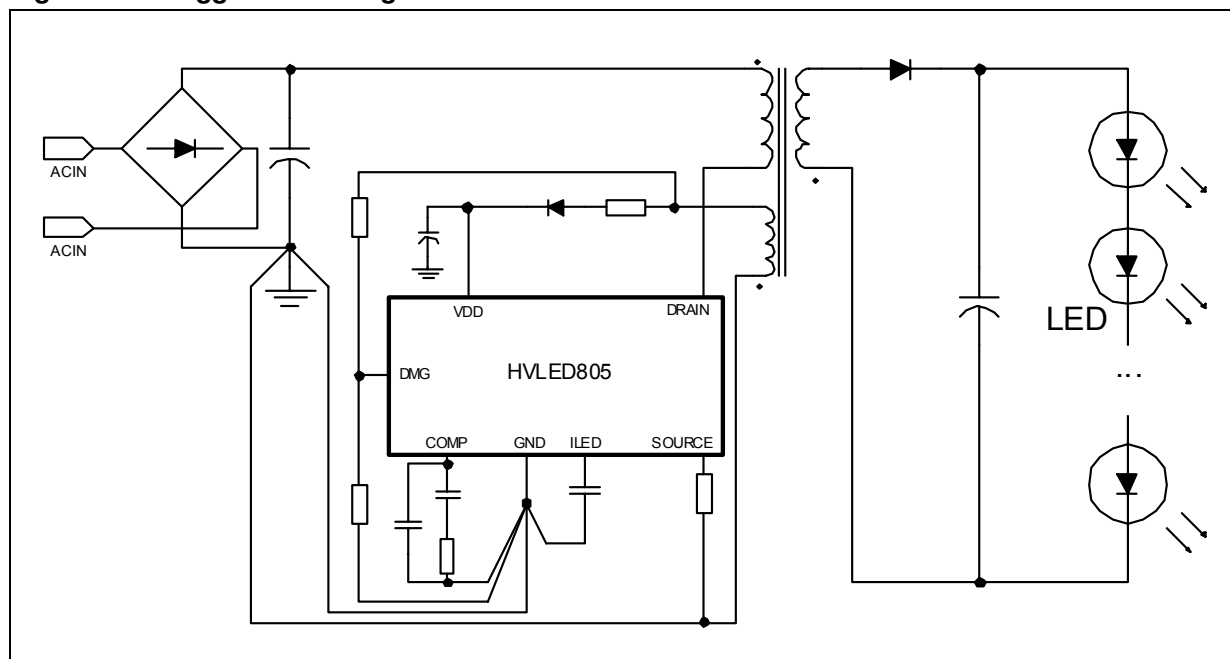 ACIN
ACIN
VDD
DRAIN
DMG
HVLED805
COMP
GND
ILED
SOURCE
LED
...